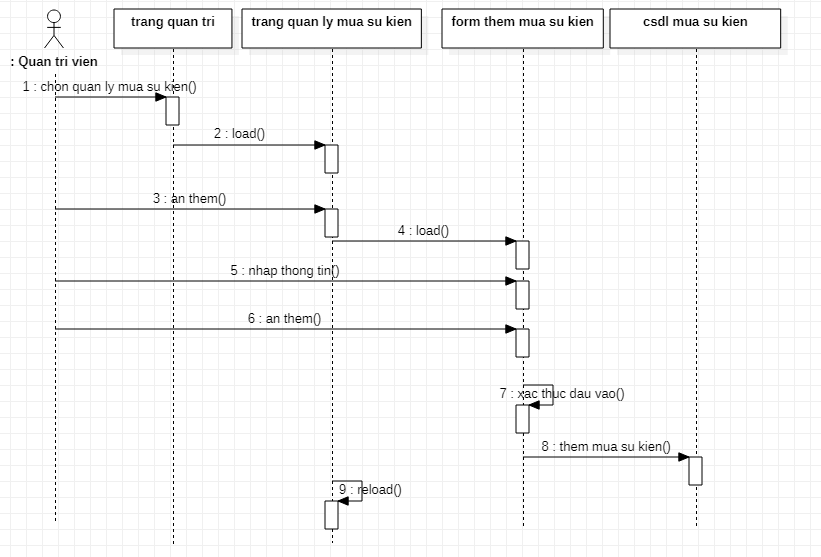 trang quan tri
trang quan ly mua su kien
form them mua su kien
csdl mua su kien
: Quan tri vien
1 : chon quan ly mua su kien()
2 : load()
3 : an them()
4 : load()
5 : nhap thong tin()
6 : an them()
7 : xac thuc dau vao()
8 : them mua su kien()
9 : reload()